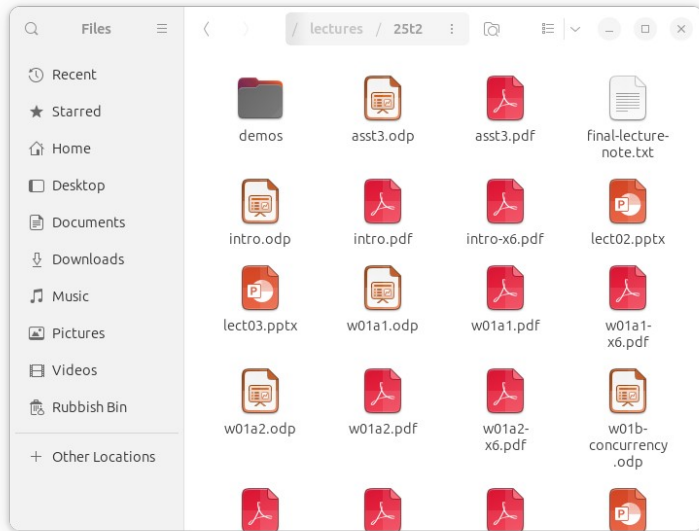 Files
/ lectures / 25t2
Recent
Starred
Home
Desktop
Documents
Downloads
Music
Pictures
Videos
Rubbish Bin
+ Other Locations
demos
asst3.odp
asst3.pdf
final-lecture-
note.txt
intro.odp
intro.pdf
intro-x6.pdf
lect02.pptx
lect03.pptx
w01a1.odp
w01a1.pdf
w01a1-
x6.pdf
w01a2.odp
w01a2.pdf
w01a2-
x6.pdf
w01b-
concurrency
.odp